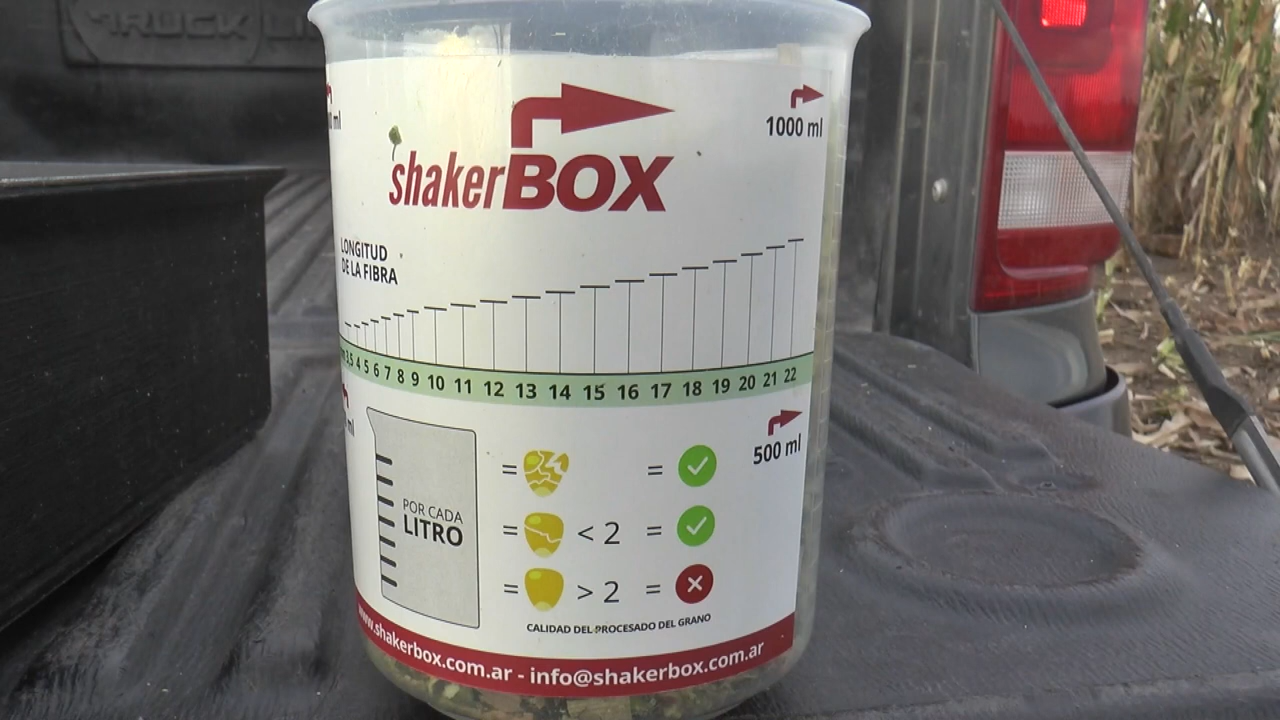 TRUCK
1000 ml
shakerBOX
LONGITUD
DE LA FIBRA
3,5 4 5 6 7 8 9 10 11 12 13 14 15 16 17 18 19 20 21 22
500 ml
=
=
POR CADA
LITRO
= < 2 =
= > 2 =
CALIDAD DEL PROCESADO DEL GRANO
www.shakerbox.com.ar - info@shakerbox.com.ar